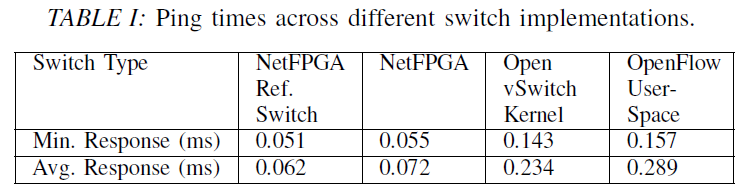 TABLE I: Ping times across different switch implementations.
Switch Type NetFPGA Ref. Switch NetFPGA Open vSwitch Kernel OpenFlow User-Space
Min. Response (ms) 0.051 0.055 0.143 0.157
Avg. Response (ms) 0.062 0.072 0.234 0.289